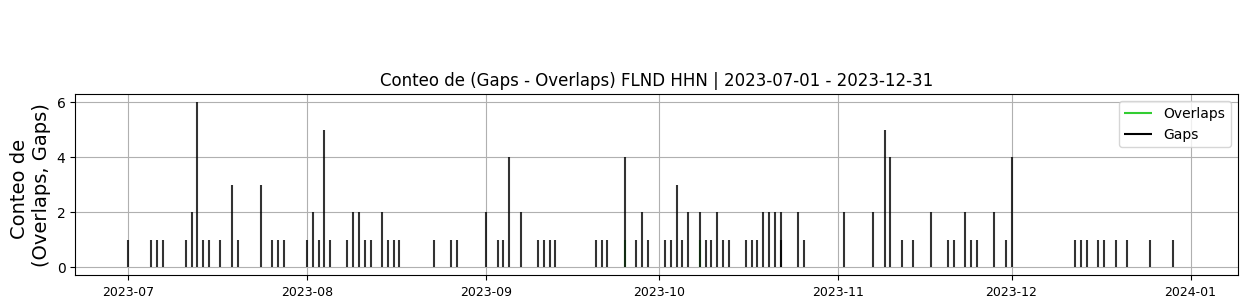 Conteo de (Gaps - Overlaps) FLND HHN | 2023-07-01 - 2023-12-31
Conteo de
(Overlaps, Gaps)
6
4
2
0
Overlaps
Gaps
2023-07
2023-08
2023-09
2023-10
2023-11
2023-12
2024-01